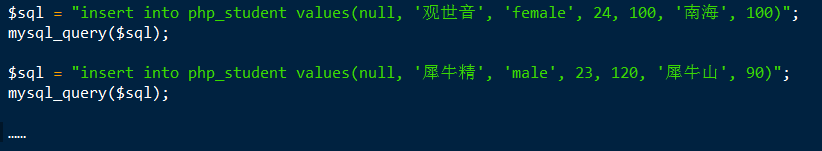 $sql = "insert into php_student values(null, '观世音', 'female', 24, 100, '南海', 100)";
mysql_query($sql);
$sql = "insert into php_student values(null, '犀牛精', 'male', 23, 120, '犀牛山', 90)";
mysql_query($sql);
……